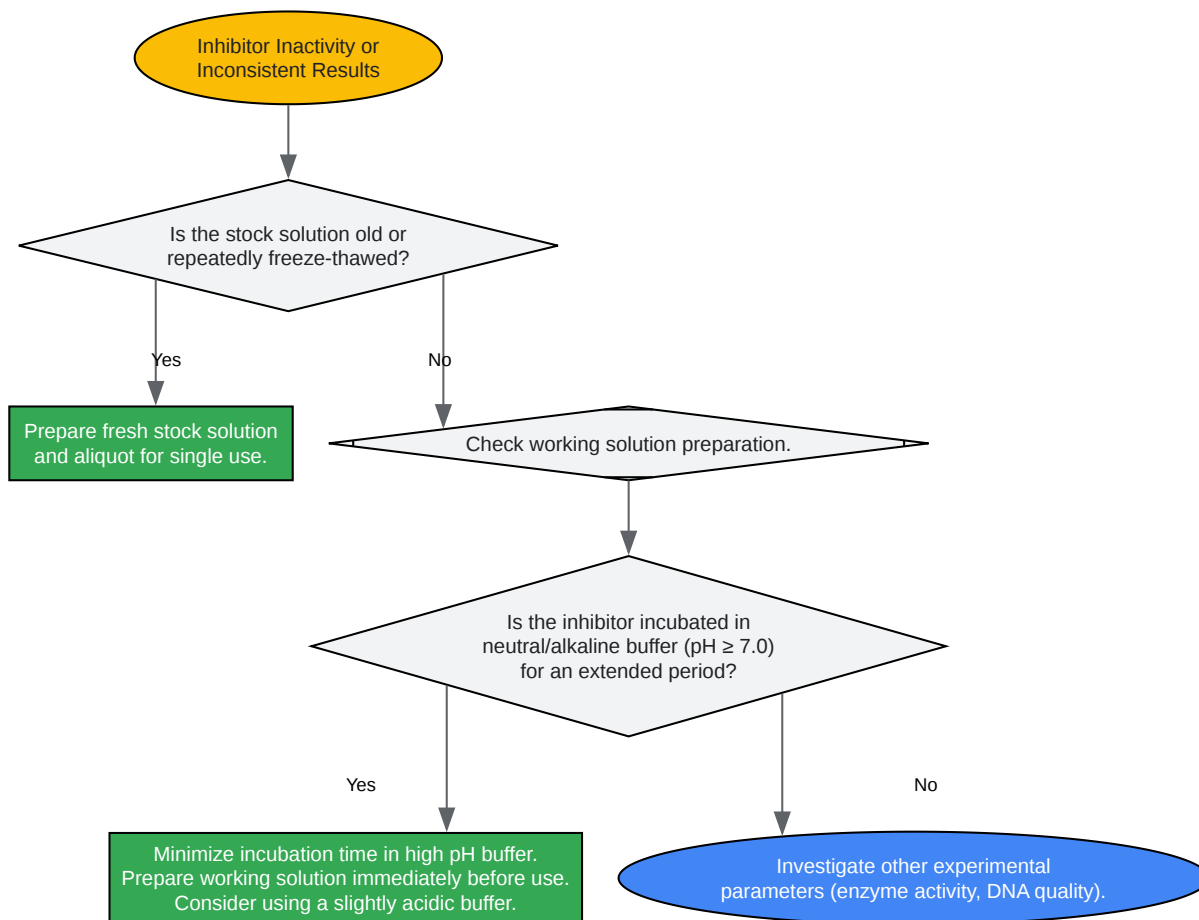 Inhibitor Inactivity or
Inconsistent Results
Is the stock solution old or
repeatedly freeze-thawed?
Yes
No
Prepare fresh stock solution
and aliquot for single use.
Check working solution preparation.
Is the inhibitor incubated in
neutral/alkaline buffer (pH ≥ 7.0)
for an extended period?
Yes
No
Minimize incubation time in high pH buffer.
Prepare working solution immediately before use.
Consider using a slightly acidic buffer.
Investigate other experimental
parameters (enzyme activity, DNA quality).